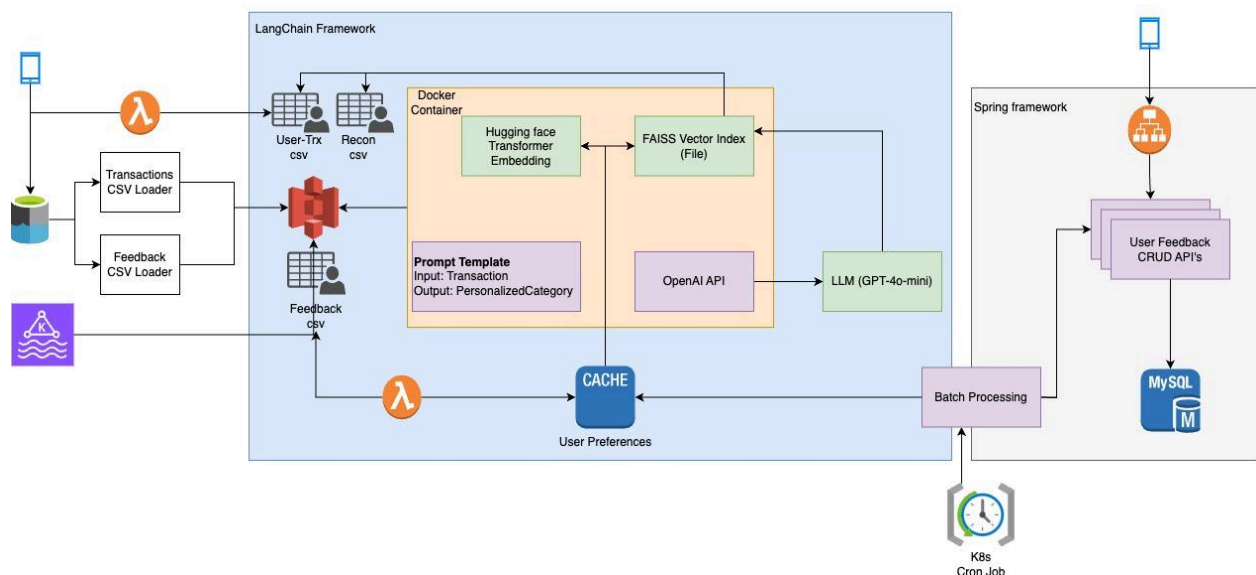 LangChain Framework
Docker
Container
Spring framework
User-Trx
csv
Recon
csv
Hugging face
Transformer
Embedding
FAISS Vector Index
(File)
Transactions
CSV Loader
Feedback
CSV Loader
Feedback
csv
Prompt Template
Input: Transaction
Output: PersonalizedCategory
OpenAI API
LLM (GPT-4o-mini)
User Feedback
CRUD API's
K
λ
λ
CACHE
User Preferences
Batch Processing
MySQL
M
K8s
Cron Job